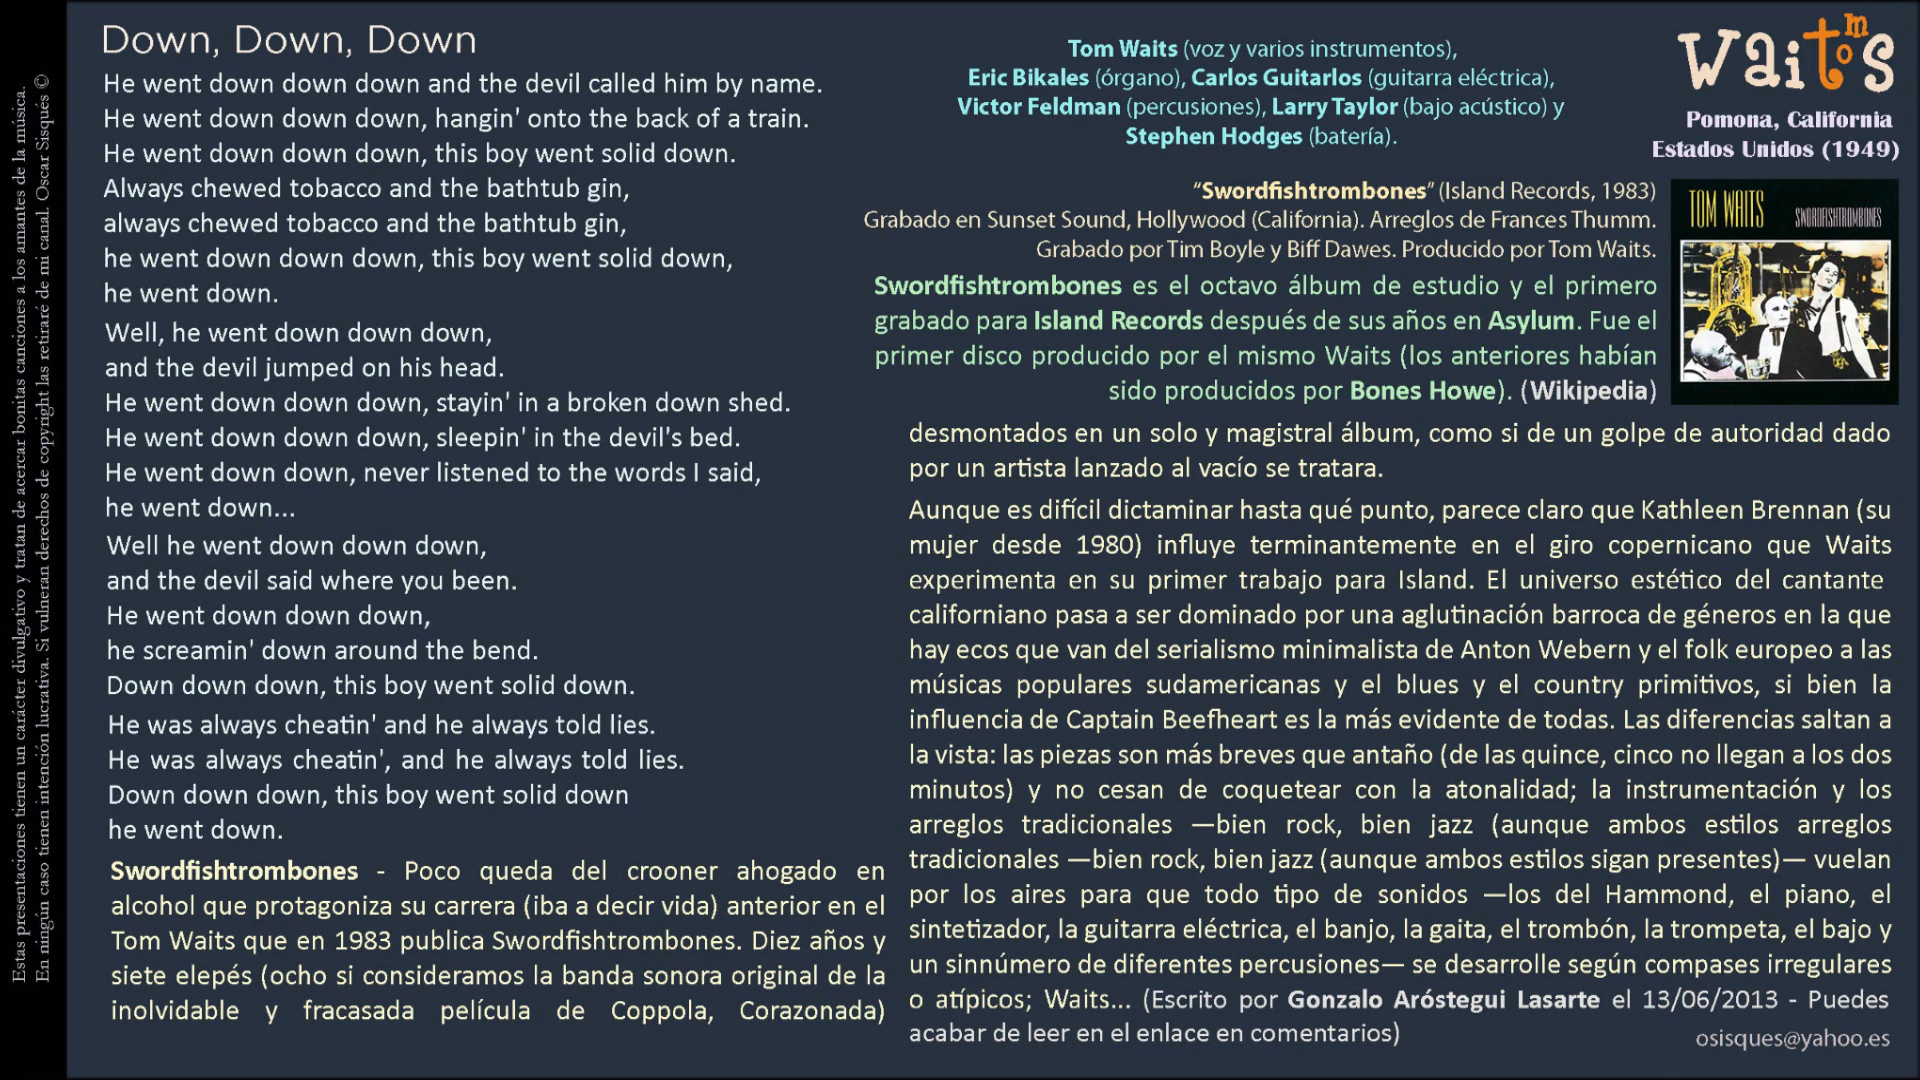 Down, Down, Down
He went down down down and the devil called him by name.
He went down down down, hangin' onto the back of a train.
He went down down down, this boy went solid down.
Always chewed tobacco and the bathtub gin,
always chewed tobacco and the bathtub gin,
he went down down down, this boy went solid down,
he went down.
Well, he went down down down,
and the devil jumped on his head.
He went down down down, stayin' in a broken down shed.
He went down down down, sleepin' in the devil's bed.
He went down down, never listened to the words I said,
he went down...
Well he went down down down,
and the devil said where you been.
He went down down down,
he screamin' down around the bend.
Down down down, this boy went solid down.
He was always cheatin' and he always told lies.
He was always cheatin', and he always told lies.
Down down down, this boy went solid down
he went down.
Swordfishtrombones - Poco queda del crooner ahogado en
alcohol que protagoniza su carrera (iba a decir vida) anterior en el
Tom Waits que en 1983 publica Swordfishtrombones. Diez años y
siete elepés (ocho si consideramos la banda sonora original de la
inolvidable y fracasada película de Coppola, Corazonada)
Tom Waits (voz y varios instrumentos),
Eric Bikales (órgano), Carlos Guitarlos (guitarra eléctrica),
Victor Feldman (percusiones), Larry Taylor (bajo acústico) y
Stephen Hodges (batería).
Tom Waits
Pomona, California
Estados Unidos (1949)
“Swordfishtrombones” (Island Records, 1983)
Grabado en Sunset Sound, Hollywood (California). Arreglos de Frances Thumm.
Grabado por Tim Boyle y Biff Dawes. Producido por Tom Waits.
TOM WAITS SWORDFISHTROMBONES
Swordfishtrombones es el octavo álbum de estudio y el primero
grabado para Island Records después de sus años en Asylum. Fue el
primer disco producido por el mismo Waits (los anteriores habían
sido producidos por Bones Howe). (Wikipedia)
desmontados en un solo y magistral álbum, como si de un golpe de autoridad dado
por un artista lanzado al vacío se tratara.
Aunque es difícil dictaminar hasta qué punto, parece claro que Kathleen Brennan (su
mujer desde 1980) influye terminantemente en el giro copernicano que Waits
experimenta en su primer trabajo para Island. El universo estético del cantante
californiano pasa a ser dominado por una aglutinación barroca de géneros en la que
hay ecos que van del serialismo minimalista de Anton Webern y el folk europeo a las
músicas populares sudamericanas y el blues y el country primitivos, si bien la
influencia de Captain Beefheart es la más evidente de todas. Las diferencias saltan a
la vista: las piezas son más breves que antaño (de las quince, cinco no llegan a los dos
minutos) y no cesan de coquetear con la atonalidad; la instrumentación y los
arreglos tradicionales —bien rock, bien jazz (aunque ambos estilos arreglos
tradicionales —bien rock, bien jazz (aunque ambos estilos sigan presentes)— vuelan
por los aires para que todo tipo de sonidos —los del Hammond, el piano, el
sintetizador, la guitarra eléctrica, el banjo, la gaita, el trombón, la trompeta, el bajo y
un sinnúmero de diferentes percusiones— se desarrolle según compases irregulares
o atípicos; Waits... (Escrito por Gonzalo Aróstegui Lasarte el 13/06/2013 - Puedes
acabar de leer en el enlace en comentarios)
osisques@yahoo.es
Estas presentaciones tienen un carácter divulgativo y tratan de acercar bonitas canciones a los amantes de la música.
En ningún caso tienen intención lucrativa. Si vulneran derechos de copyright las retiraré de mi canal. Oscar Sisqués ©